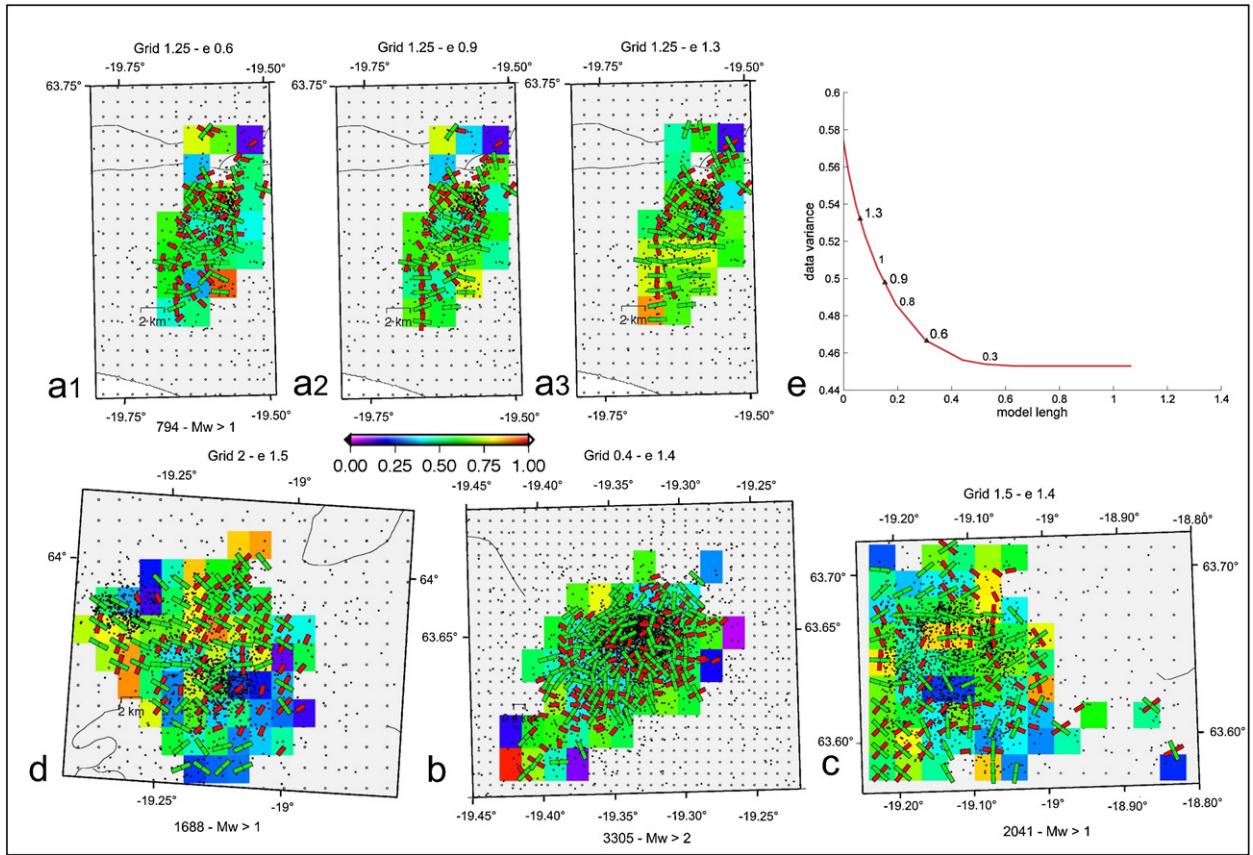 Grid 1.25 - e 0.6
-19.75° -19.50°
63.75°
2 km
a1
-19.75° -19.50°
794 - Mw > 1
Grid 1.25 - e 0.9
-19.75° -19.50°
63.75°
2 km
a2
-19.75° -19.50°
Grid 1.25 - e 1.3
-19.75° -19.50°
63.75°
2 km
a3
-19.75° -19.50°
0.6
0.58
0.56
0.54
0.52
0.5
0.48
0.46
0.44
data variance
1.3
1
0.9
0.8
0.6
0.3
0 0.2 0.4 0.6 0.8 1 1.2 1.4
model lengh
e
0.00 0.25 0.50 0.75 1.00
Grid 2 - e 1.5
-19.25° -19°
64° 64°
2 km
d
-19.25° -19°
1688 - Mw > 1
Grid 0.4 - e 1.4
-19.45 -19.40° -19.35° -19.30° -19.25°
-19.40°
63.65° 63.65°
b
-19.45 -19.40° -19.35° -19.30° -19.25°
3305 - Mw > 2
Grid 1.5 - e 1.4
-19.20° -19.10° -19° -18.90° -18.80°
63.70° 63.70°
63.60° 63.60°
c
-19.20° -19.10° -19° -18.90° -18.80°
2041 - Mw > 1